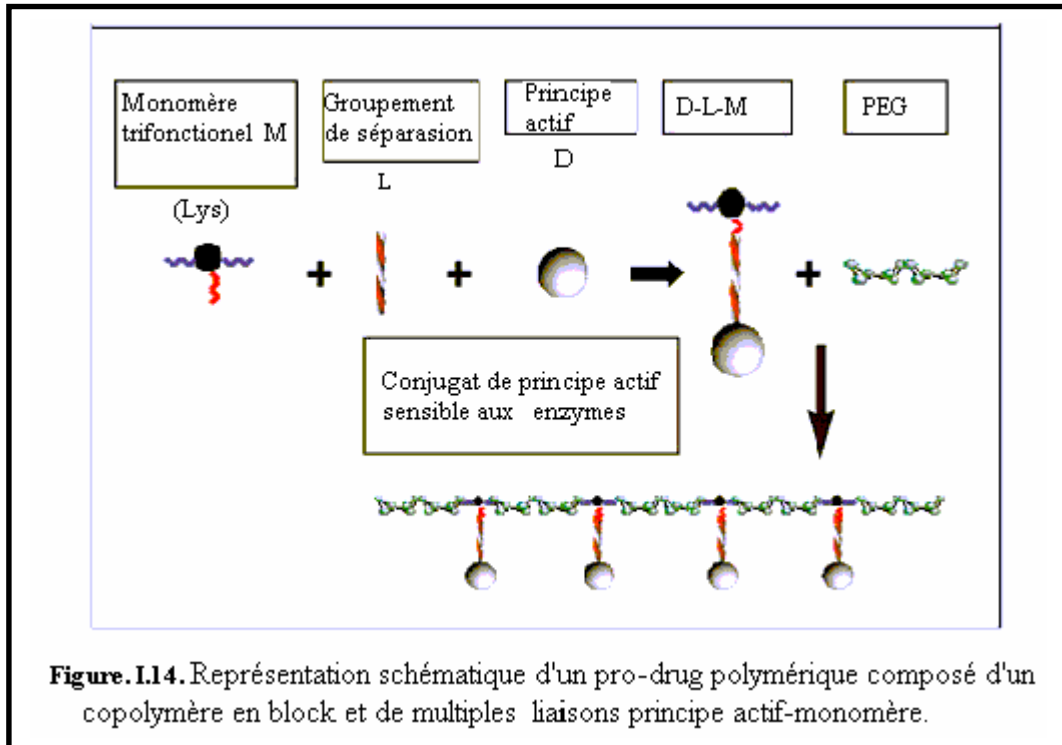 Monomère
trifonctionel M
(Lys)
Groupement
de séparasion
L
Principe
actif
D
D-L-M
PEG
+
+
+
Conjugat de principe actif
sensible aux enzymes
Figure. I.14. Représentation schématique d'un pro-drug polymérique composé d'un
copolymère en block et de multiples liaisons principe actif-monomère.